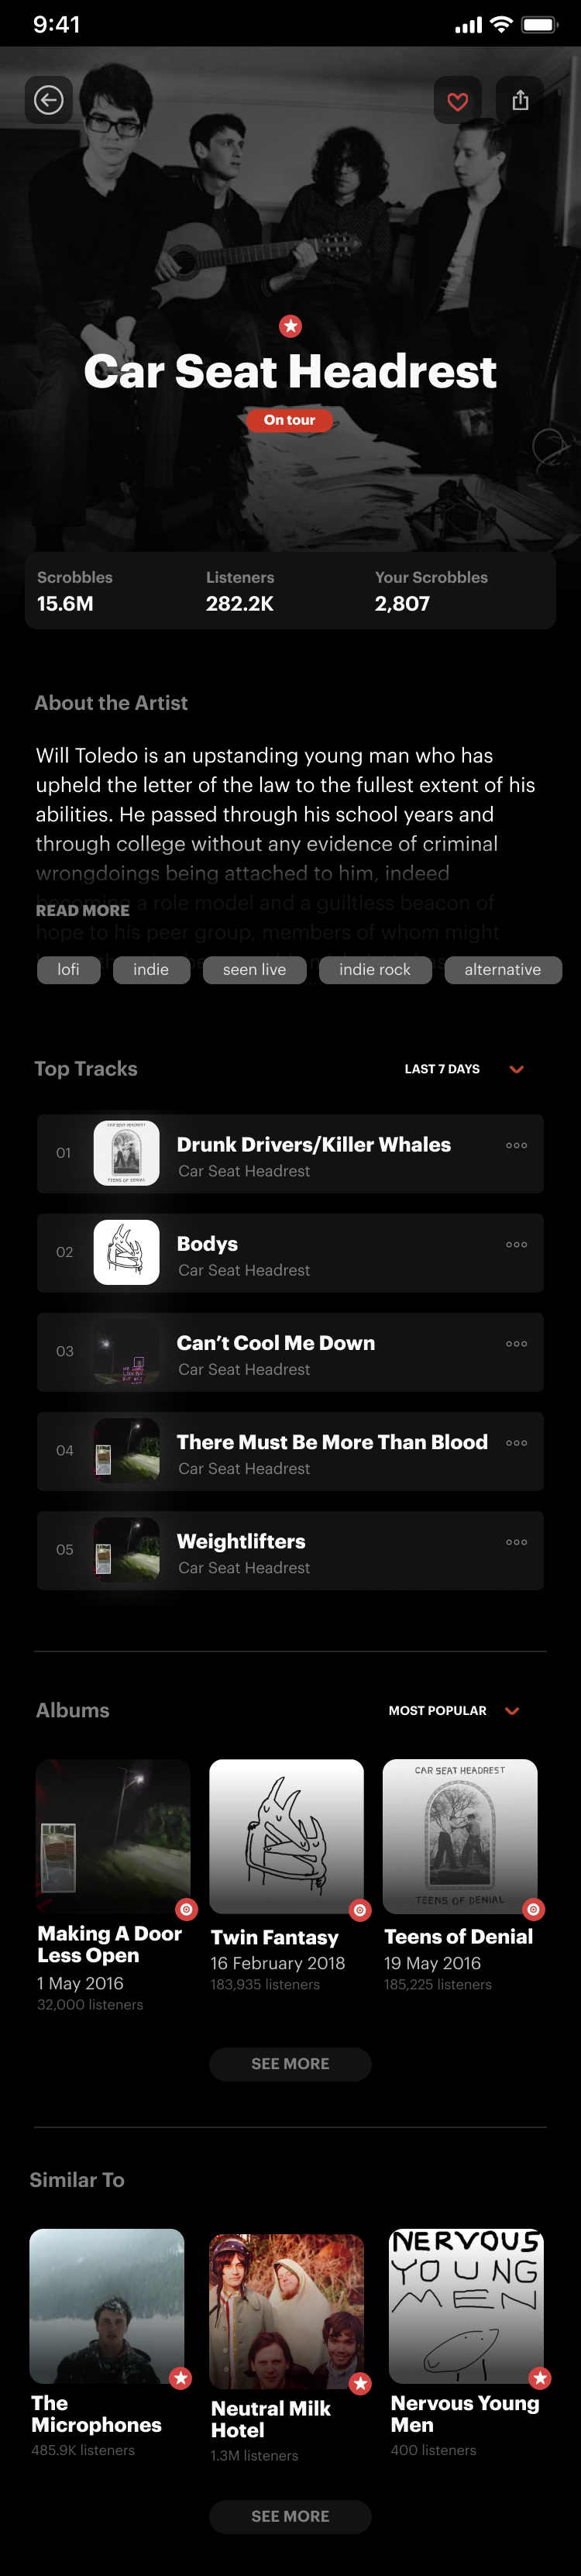 9:41
Car Seat Headrest
On tour
Scrobbles Listeners Your Scrobbles
15.6M 282.2K 2,807
About the Artist
Will Toledo is an upstanding young man who has
upheld the letter of the law to the fullest extent of his
abilities. He passed through his school years and
through college without any evidence of criminal
wrongdoings being attached to him, indeed
becoming a role model and a guiltless beacon of
READ MORE
hope to his peer group, members of whom might
lofi indie seen live indie rock alternative
Top Tracks LAST 7 DAYS
01
CAR SEAT HEADREST
TEENS OF DENIAL
Drunk Drivers/Killer Whales
Car Seat Headrest
02
Bodys
Car Seat Headrest
03
Can’t Cool Me Down
Car Seat Headrest
04
There Must Be More Than Blood
Car Seat Headrest
05
Weightlifters
Car Seat Headrest
Albums MOST POPULAR
Making A Door
Less Open
1 May 2016
32,000 listeners
Twin Fantasy
16 February 2018
183,935 listeners
CAR SEAT HEADREST
TEENS OF DENIAL
Teens of Denial
19 May 2016
185,225 listeners
SEE MORE
Similar To
The
Microphones
485.9K listeners
Neutral Milk
Hotel
1.3M listeners
NERVOUS
YOUNG
MEN
Nervous Young
Men
400 listeners
SEE MORE